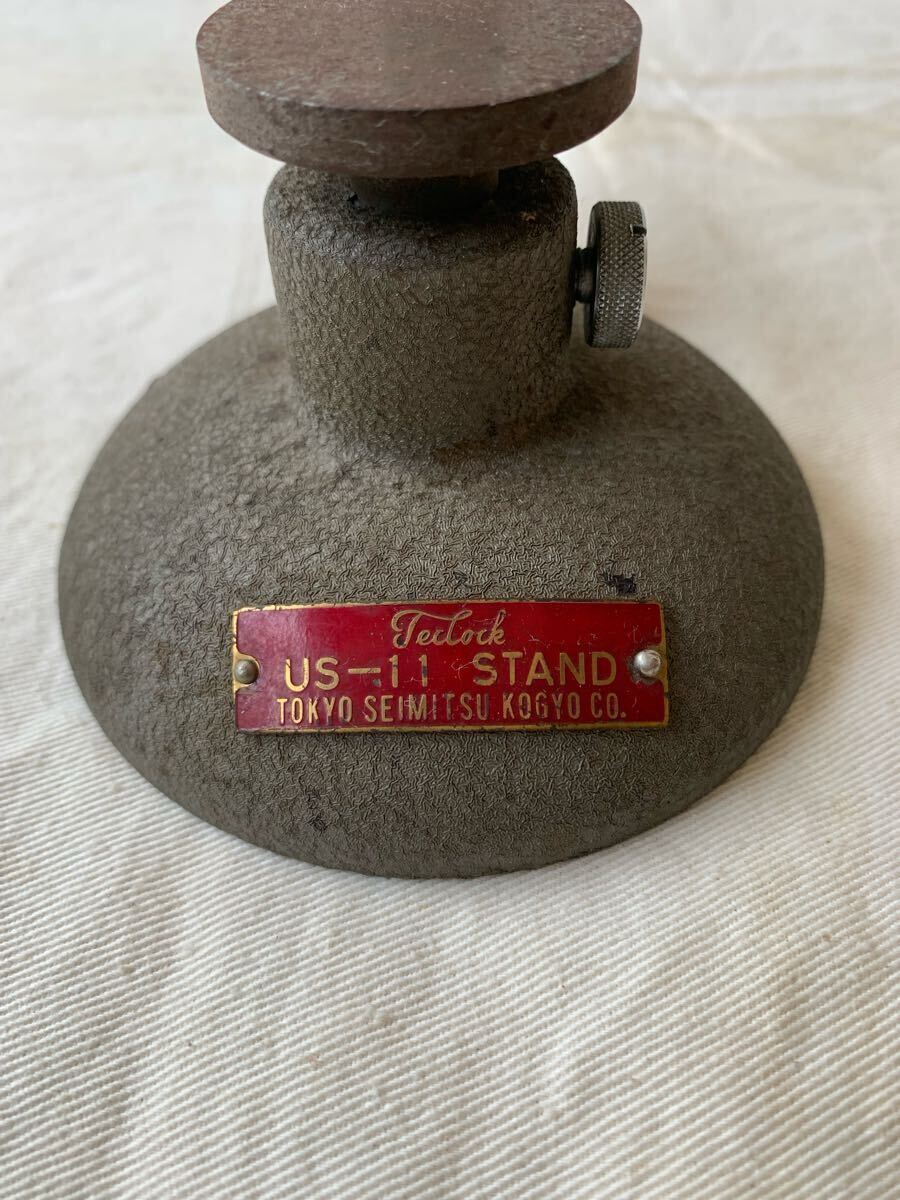 Teclock
US-11 STAND
TOKYO SEIMITSU KOGYO CO.